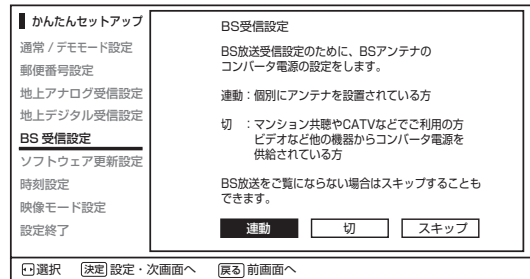 かんたんセットアップ
通常 / デモモード設定
郵便番号設定
地上アナログ受信設定
地上デジタル受信設定
BS 受信設定
ソフトウェア更新設定
時刻設定
映像モード設定
設定終了
BS受信設定
BS放送受信設定のために、BSアンテナの
コンバータ電源の設定をします。
連動：個別にアンテナを設置されている方
切　：マンション共聴やCATVなどでご利用の方
ビデオなど他の機器からコンバータ電源を
供給されている方
BS放送をご覧にならない場合はスキップすることも
できます。
連動 切 スキップ
選択 決定 設定・次画面へ 戻る 前画面へ